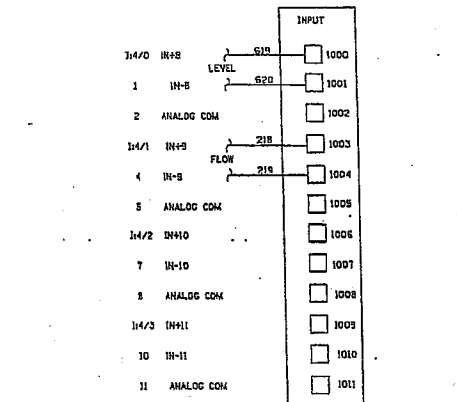 INPUT
I:4/0 IN+8 619 1000
LEVEL
1 IN-8 620 1001
2 ANALOG COM 1002
I:4/1 IN+9 218 1003
FLOW
4 IN-9 219 1004
5 ANALOG COM 1005
I:4/2 IN+10 1006
7 IN-10 1007
8 ANALOG COM 1008
I:4/3 IN+11 1009
10 IN-11 1010
11 ANALOG COM 1011